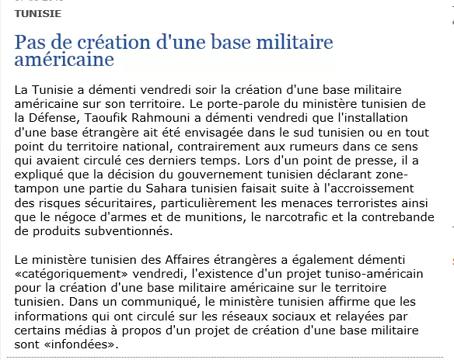 TUNISIE
Pas de création d'une base militaire
américaine
La Tunisie a démenti vendredi soir la création d'une base militaire
américaine sur son territoire. Le porte-parole du ministère tunisien de
la Défense, Taoufik Rahmouni a démenti vendredi que l'installation
d'une base étrangère ait été envisagée dans le sud tunisien ou en tout
point du territoire national, contrairement aux rumeurs dans ce sens
qui avaient circulé ces derniers temps. Lors d'un point de presse, il a
expliqué que la décision du gouvernement tunisien déclarant zone-
tampon une partie du Sahara tunisien faisait suite à l'accroissement
des risques sécuritaires, particulièrement les menaces terroristes ainsi
que le négoce d'armes et de munitions, le narcotrafic et la contrebande
de produits subventionnés.
Le ministère tunisien des Affaires étrangères a également démenti
«catégoriquement» vendredi, l'existence d'un projet tuniso-américain
pour la création d'une base militaire américaine sur le territoire
tunisien. Dans un communiqué, le ministère tunisien affirme que les
informations qui ont circulé sur les réseaux sociaux et relayées par
certains médias à propos d'un projet de création d'une base militaire
sont «infondées».